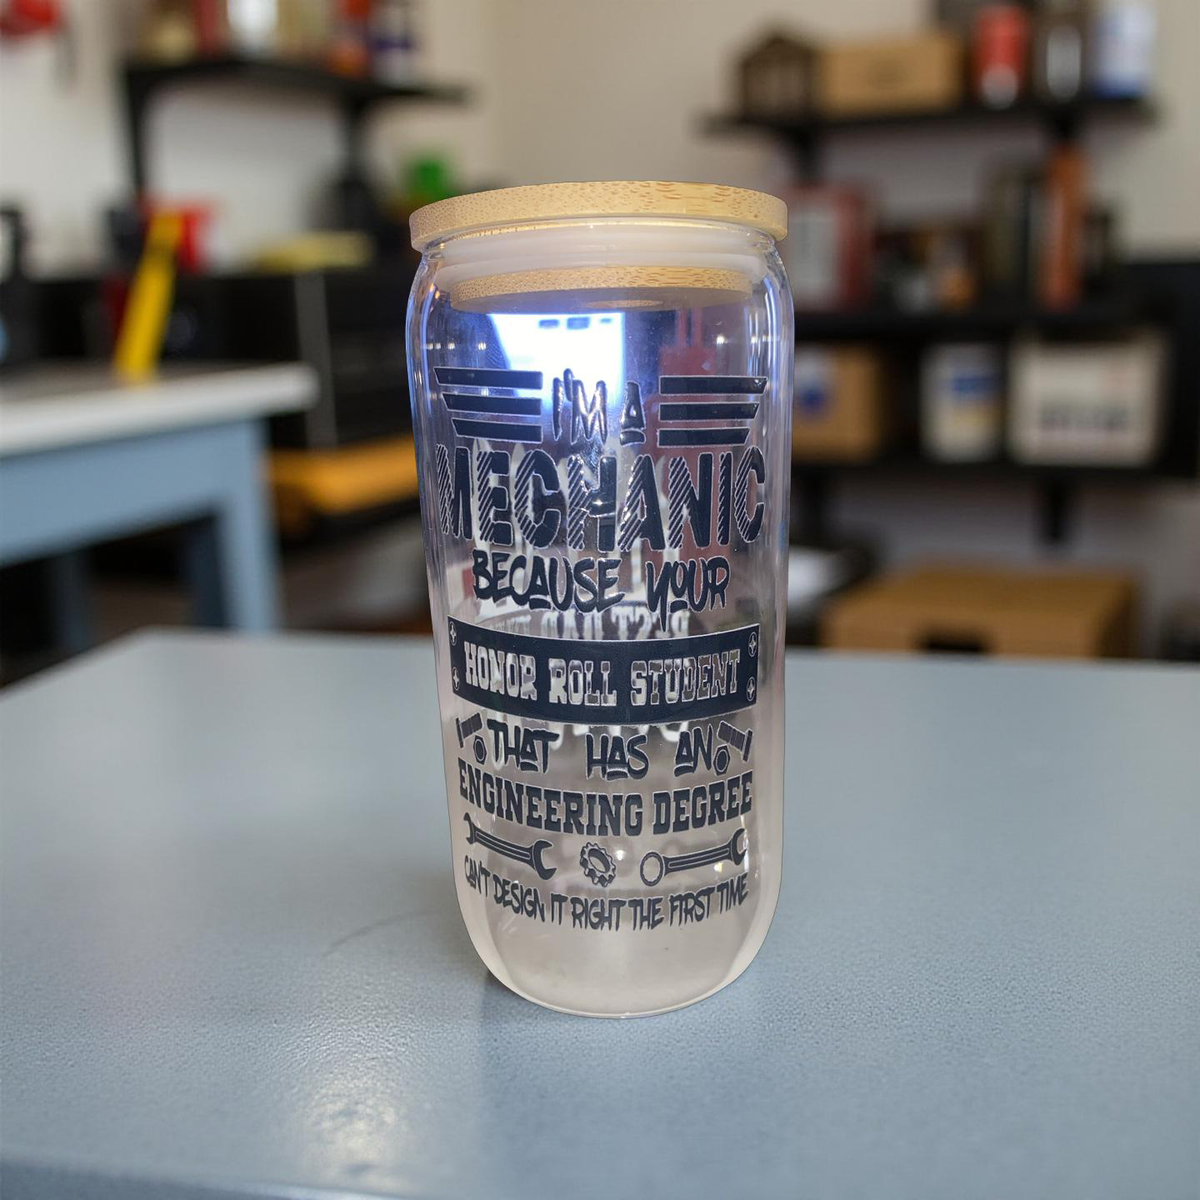 I'M A
MECHANIC
BECAUSE YOUR
HONOR ROLL STUDENT
THAT HAS AN
ENGINEERING DEGREE
CAN'T DESIGN IT RIGHT THE FIRST TIME